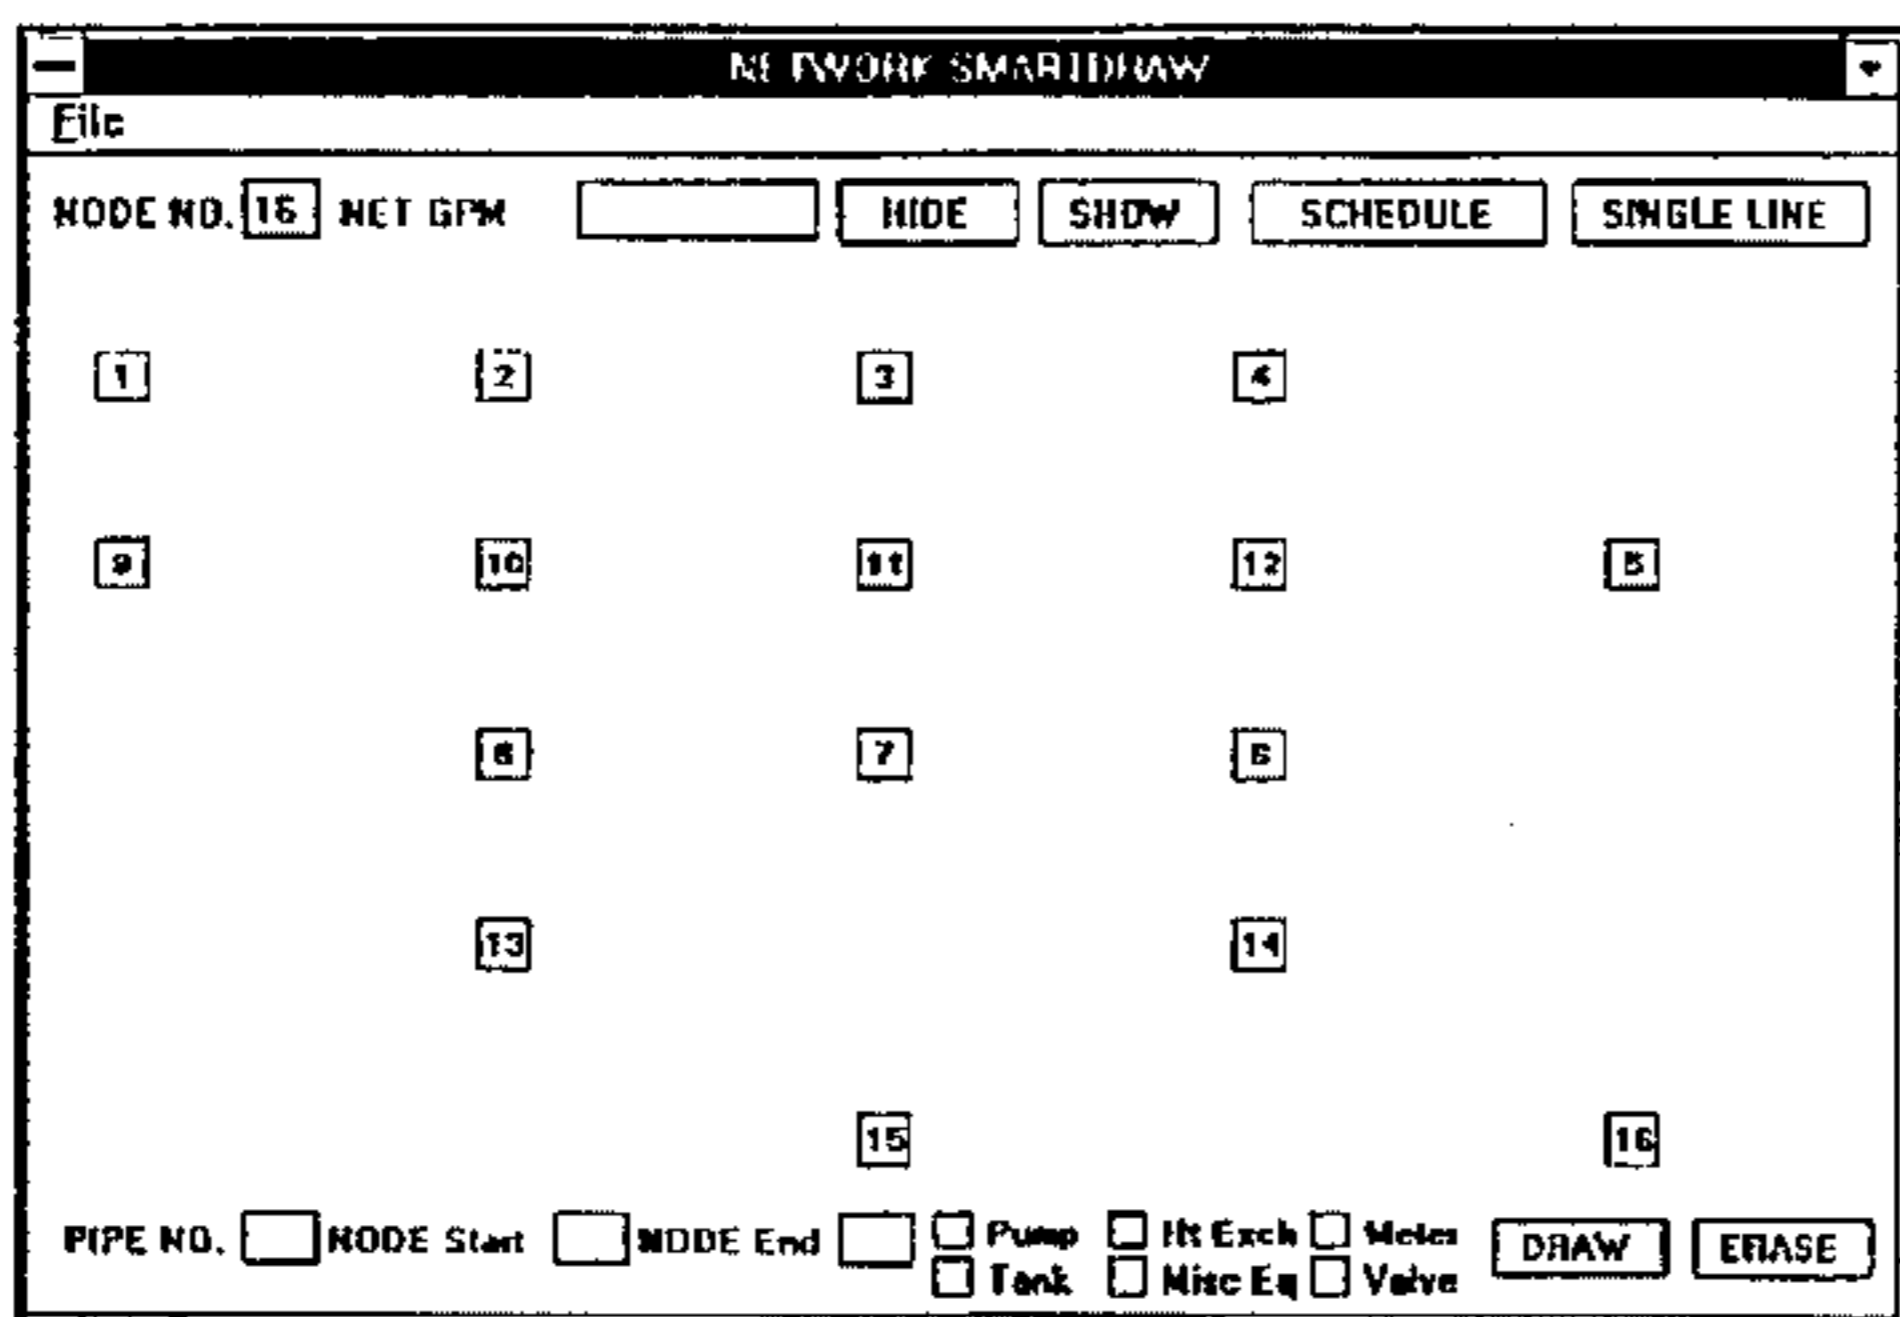 NETWORK SMARTDRAW
File
NODE NO. 16 NET GPM HIDE SHOW SCHEDULE SINGLE LINE
1 2 3 4
9 10 11 12 5
6 7 8
13 14
15 16
PIPE NO. NODE Start NODE End Pump Ht Exch Meter DRAW ERASE
Tank Misc Eq Valve